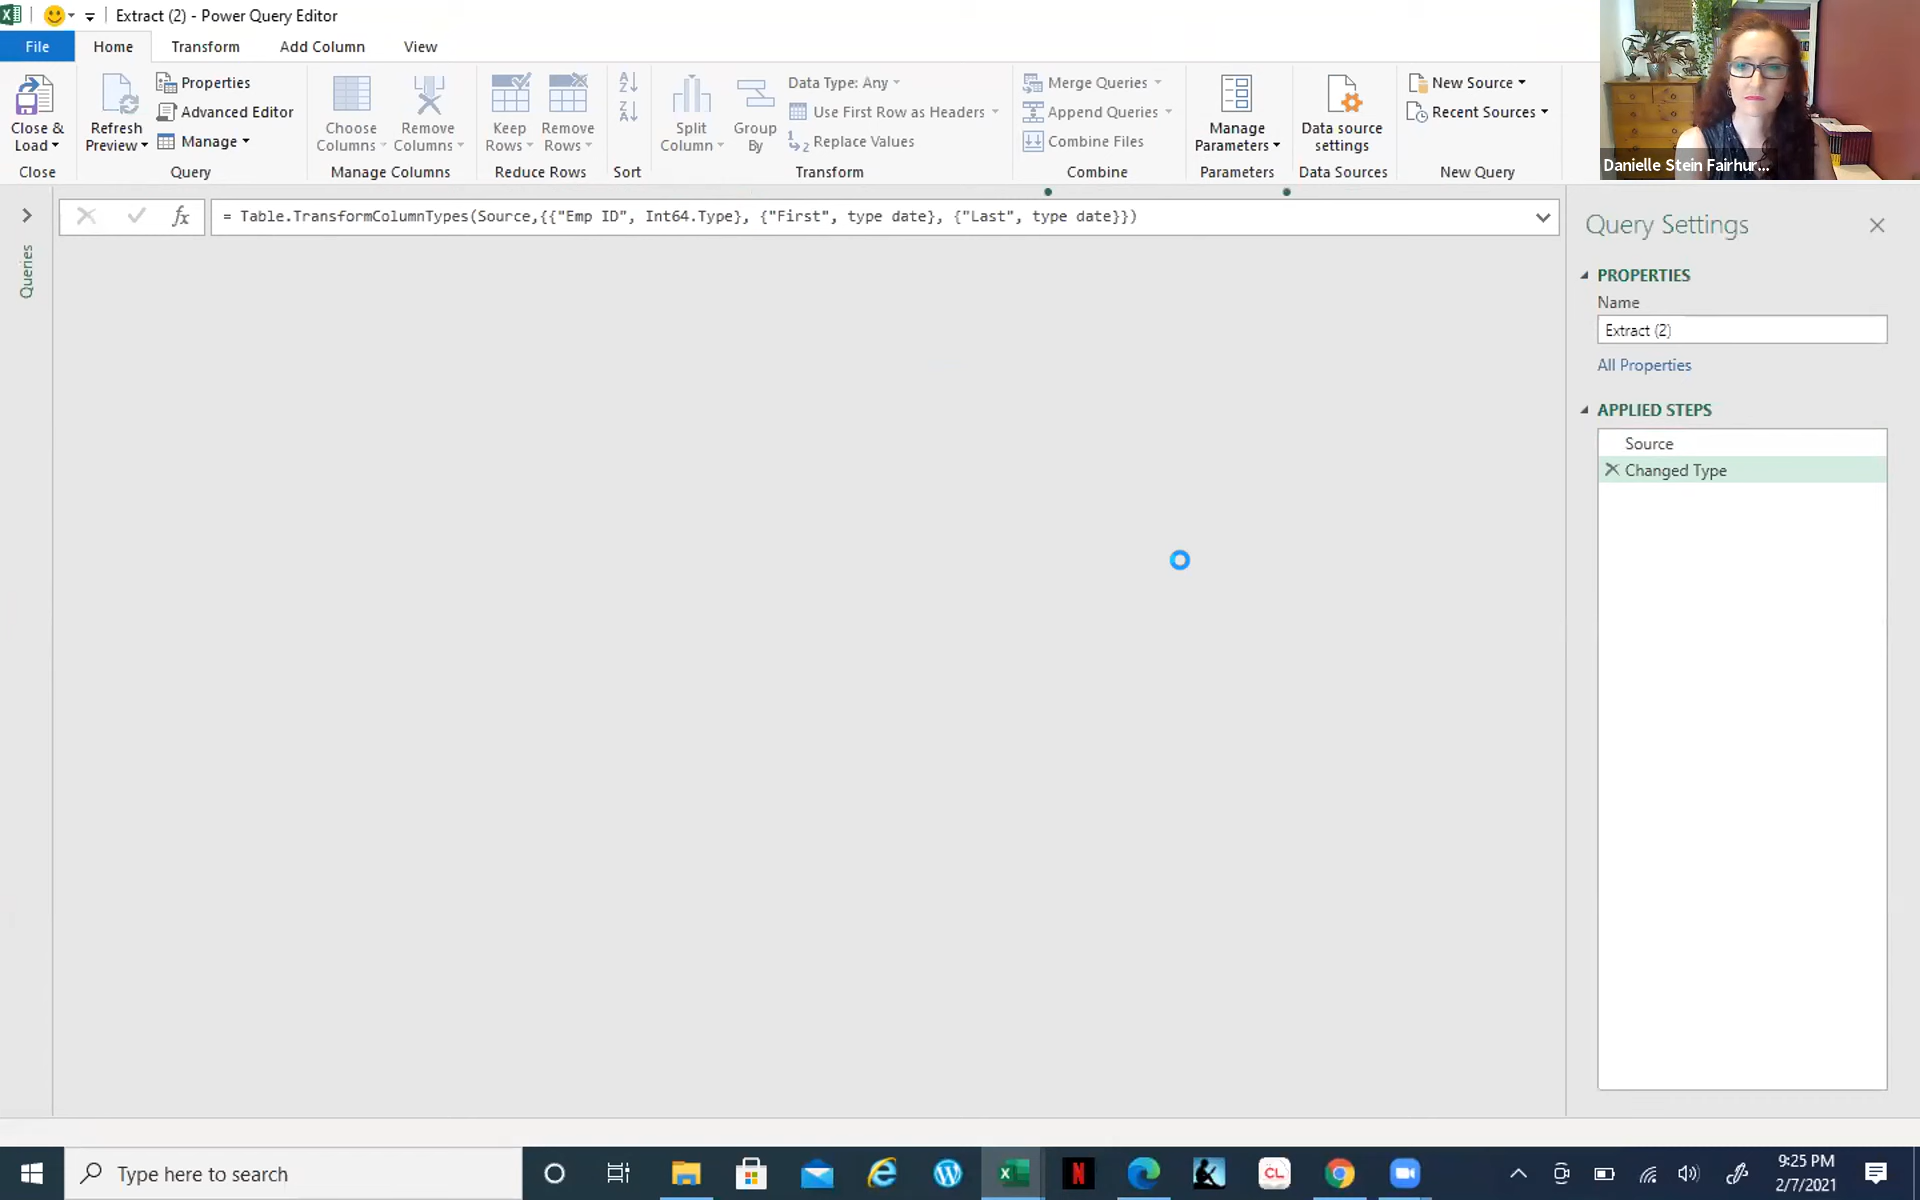 Extract (2) - Power Query Editor
File Home Transform Add Column View
Close & Load
Refresh Preview
Properties
Advanced Editor
Manage
Choose Columns
Remove Columns
Keep Rows
Remove Rows
Split Column
Group By
Data Type: Any
Use First Row as Headers
Replace Values
Merge Queries
Append Queries
Combine Files
Manage Parameters
Data source settings
New Source
Recent Sources
Close Query Manage Columns Reduce Rows Sort Transform Combine Parameters Data Sources New Query
Danielle Stein Fairhur...
Queries
fx
= Table.TransformColumnTypes(Source,{{"Emp ID", Int64.Type}, {"First", type date}, {"Last", type date}})
Query Settings
PROPERTIES
Name
Extract (2)
All Properties
APPLIED STEPS
Source
Changed Type
Type here to search
CL
9:25 PM
2/7/2021